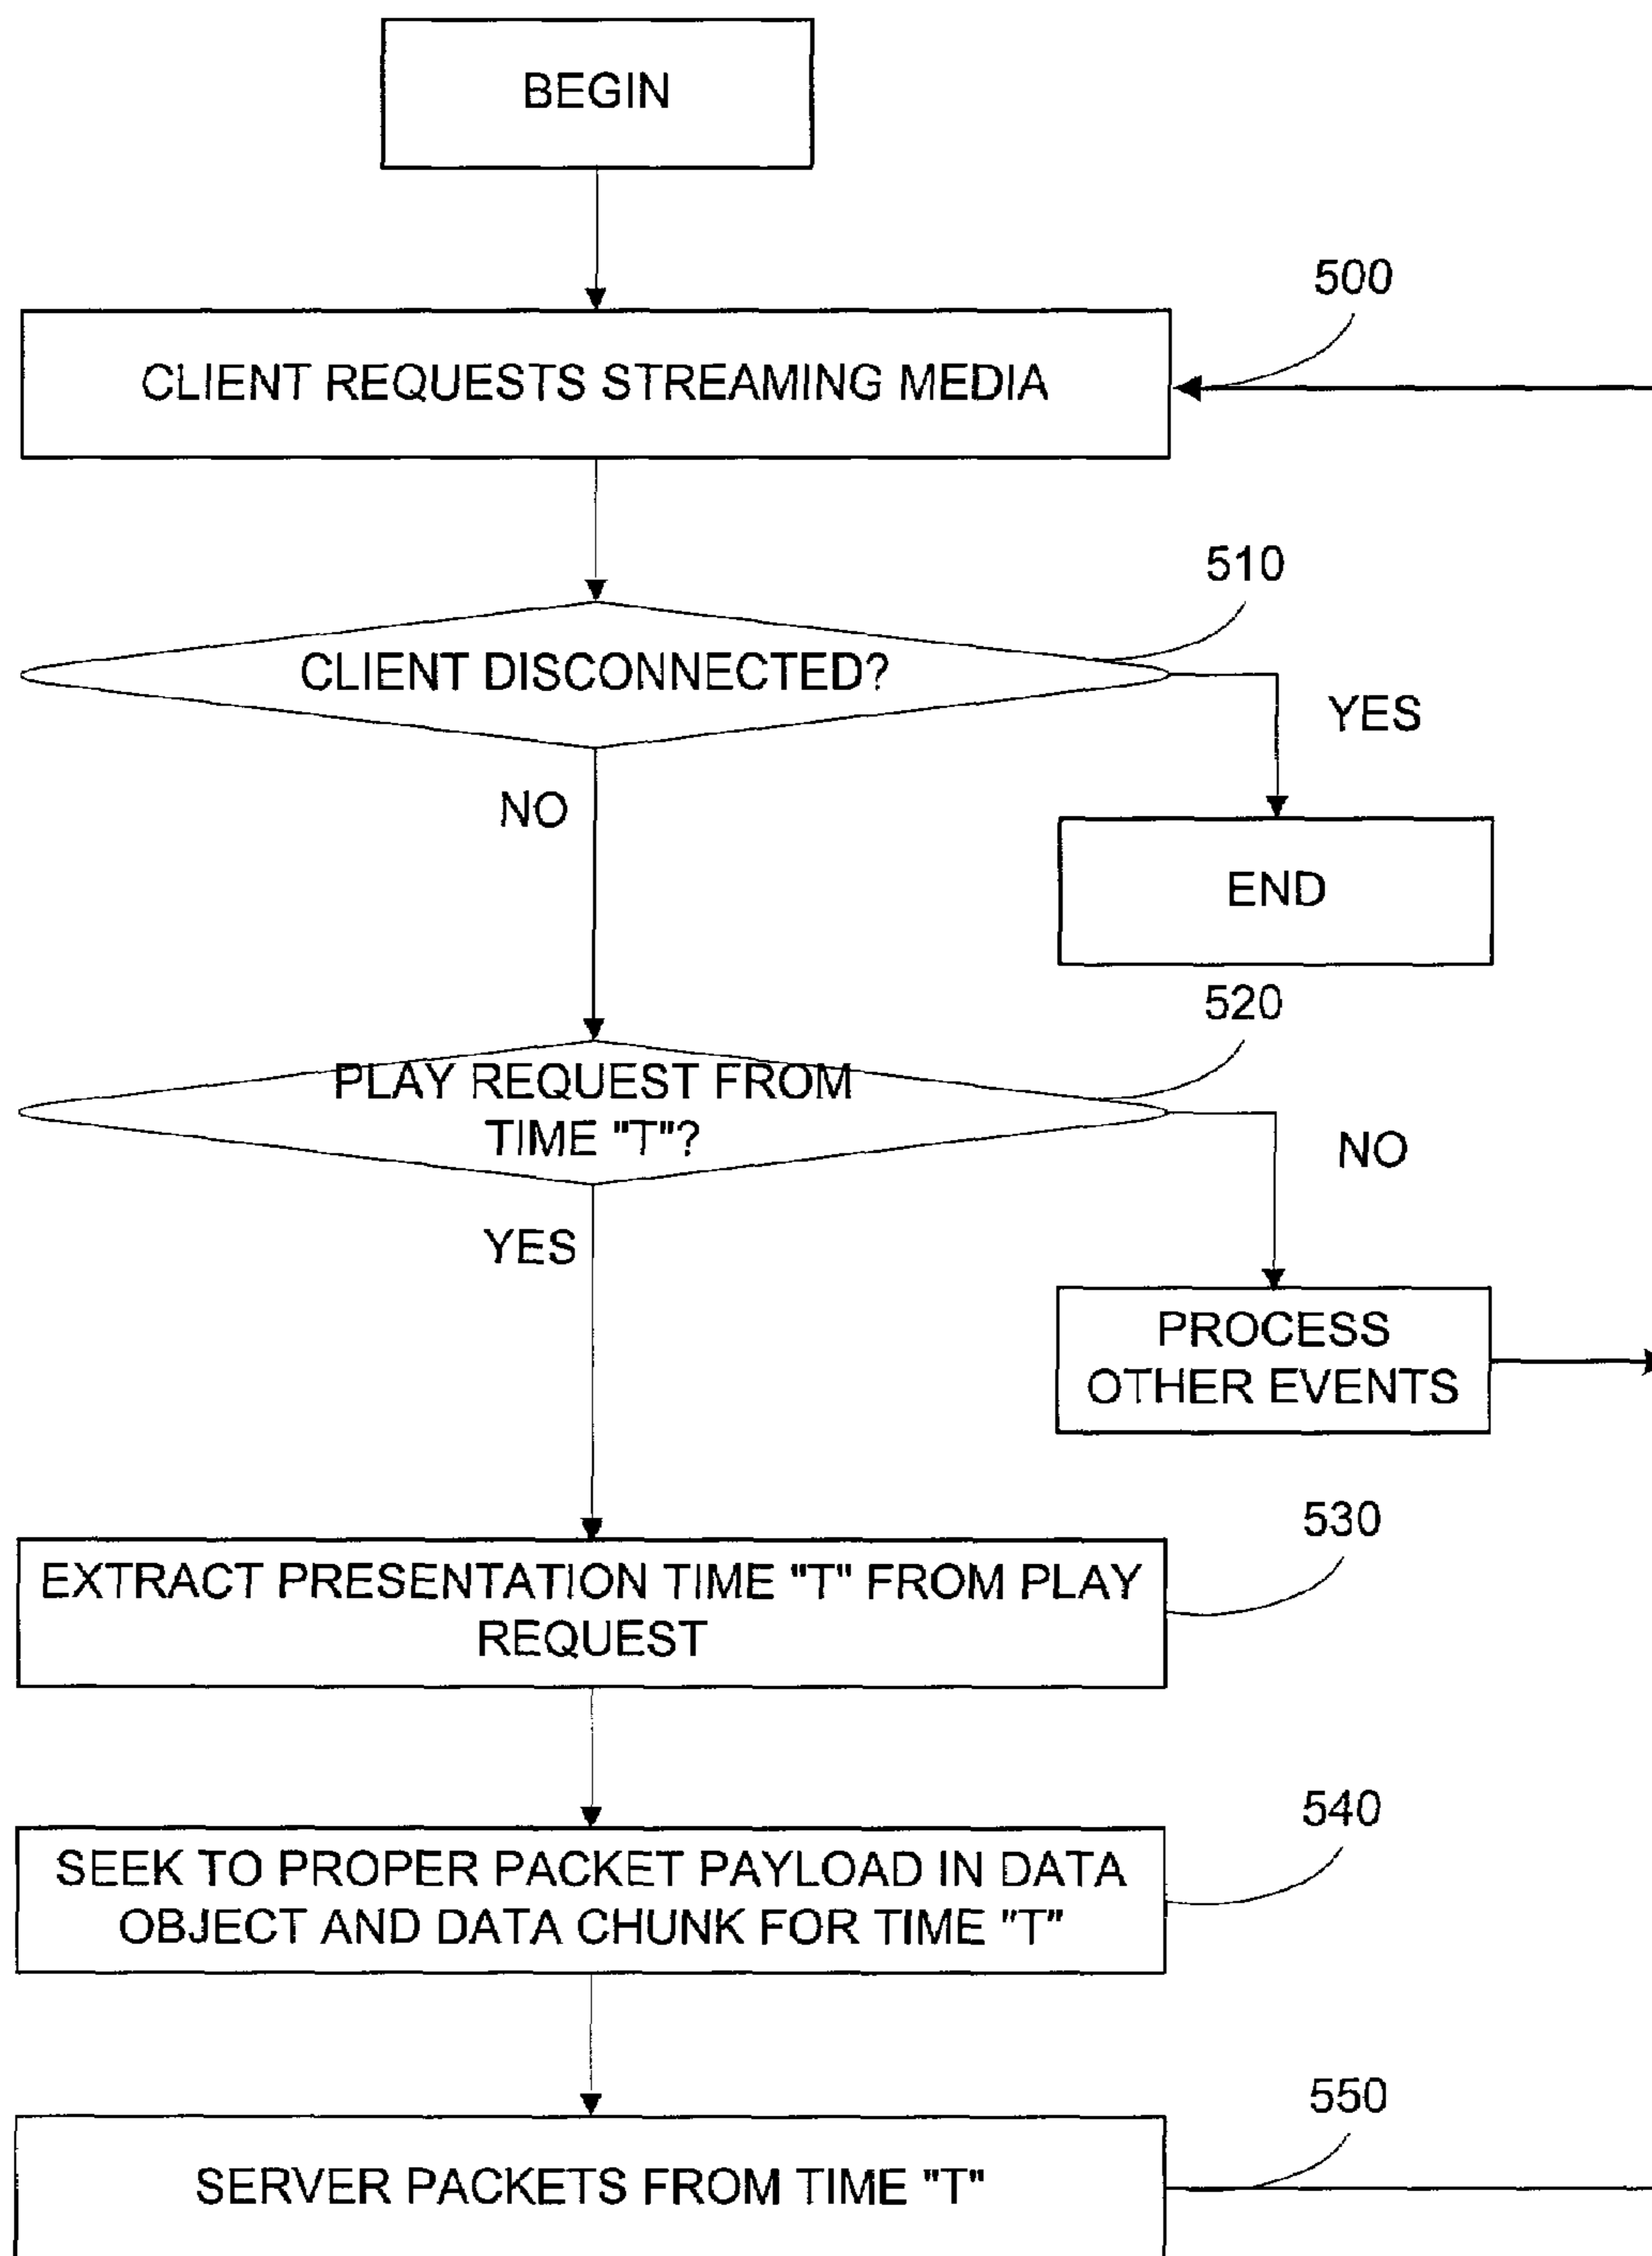 BEGIN
500
CLIENT REQUESTS STREAMING MEDIA
510
CLIENT DISCONNECTED?
YES
NO
END
520
PLAY REQUEST FROM
TIME "T"?
NO
YES
PROCESS
OTHER EVENTS
530
EXTRACT PRESENTATION TIME "T" FROM PLAY
REQUEST
540
SEEK TO PROPER PACKET PAYLOAD IN DATA
OBJECT AND DATA CHUNK FOR TIME "T"
550
SERVER PACKETS FROM TIME "T"